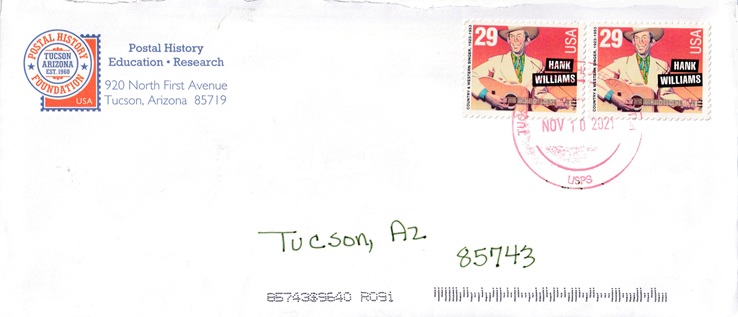 POSTAL HISTORY
TUCSON
ARIZONA
EST. 1960
FOUNDATION
USA
Postal History
Education • Research
920 North First Avenue
Tucson, Arizona 85719
29
USA
COUNTRY & WESTERN SINGER, 1923-1953
HANK
WILLIAMS
29
USA
COUNTRY & WESTERN SINGER, 1923-1953
HANK
WILLIAMS
NOV 10 2021
USPS
Tucson, Az
85743
85743$9640 R091